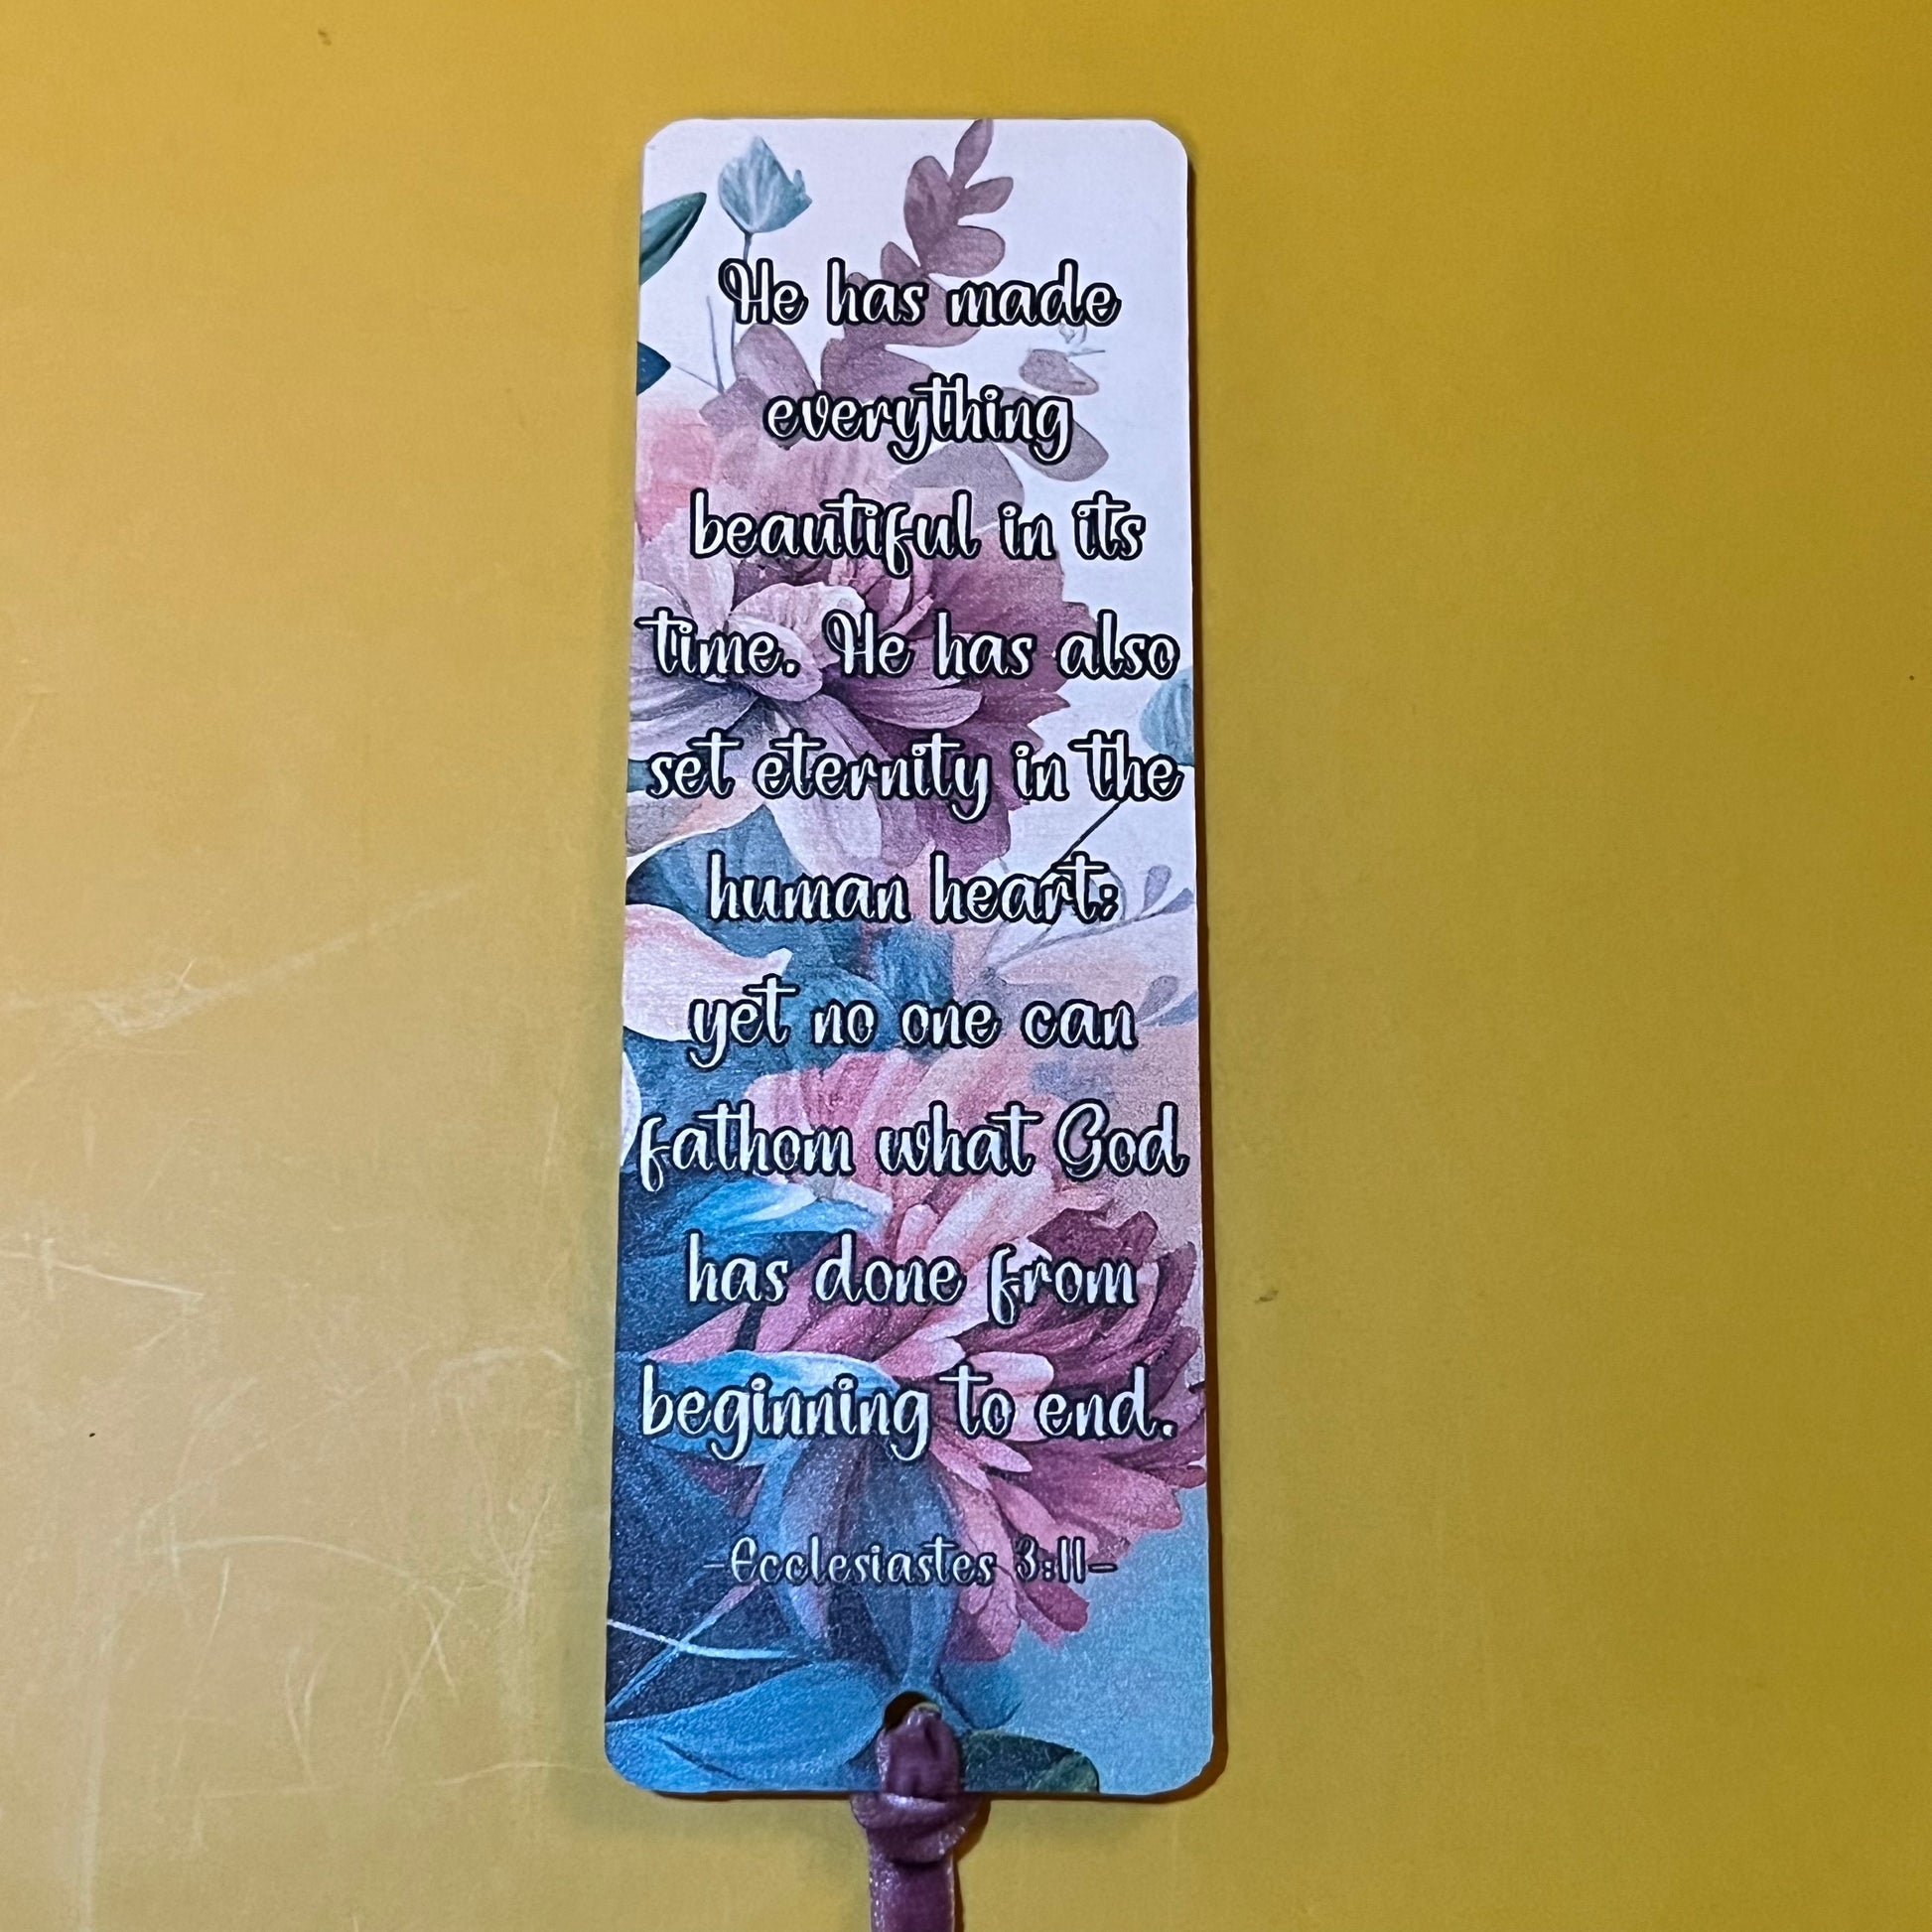 He has made
everything
beautiful in its
time. He has also
set eternity in the
human heart;
yet no one can
fathom what God
has done from
beginning to end.
-Ecclesiastes 3:11-